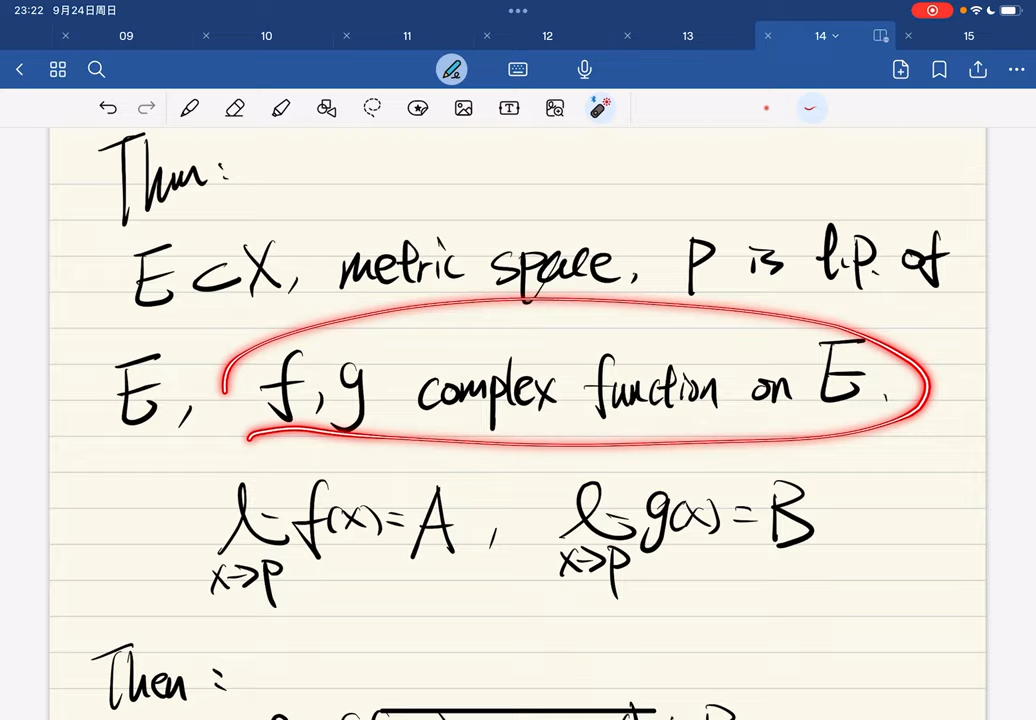 23:22 9月24日周日
09 10 11 12 13 14 15
Thm:
E⊂X, metric space, p is l.p. of
E, f,g complex function on E.
lim f(x)=A, lim g(x)=B
x→p x→p
Then: